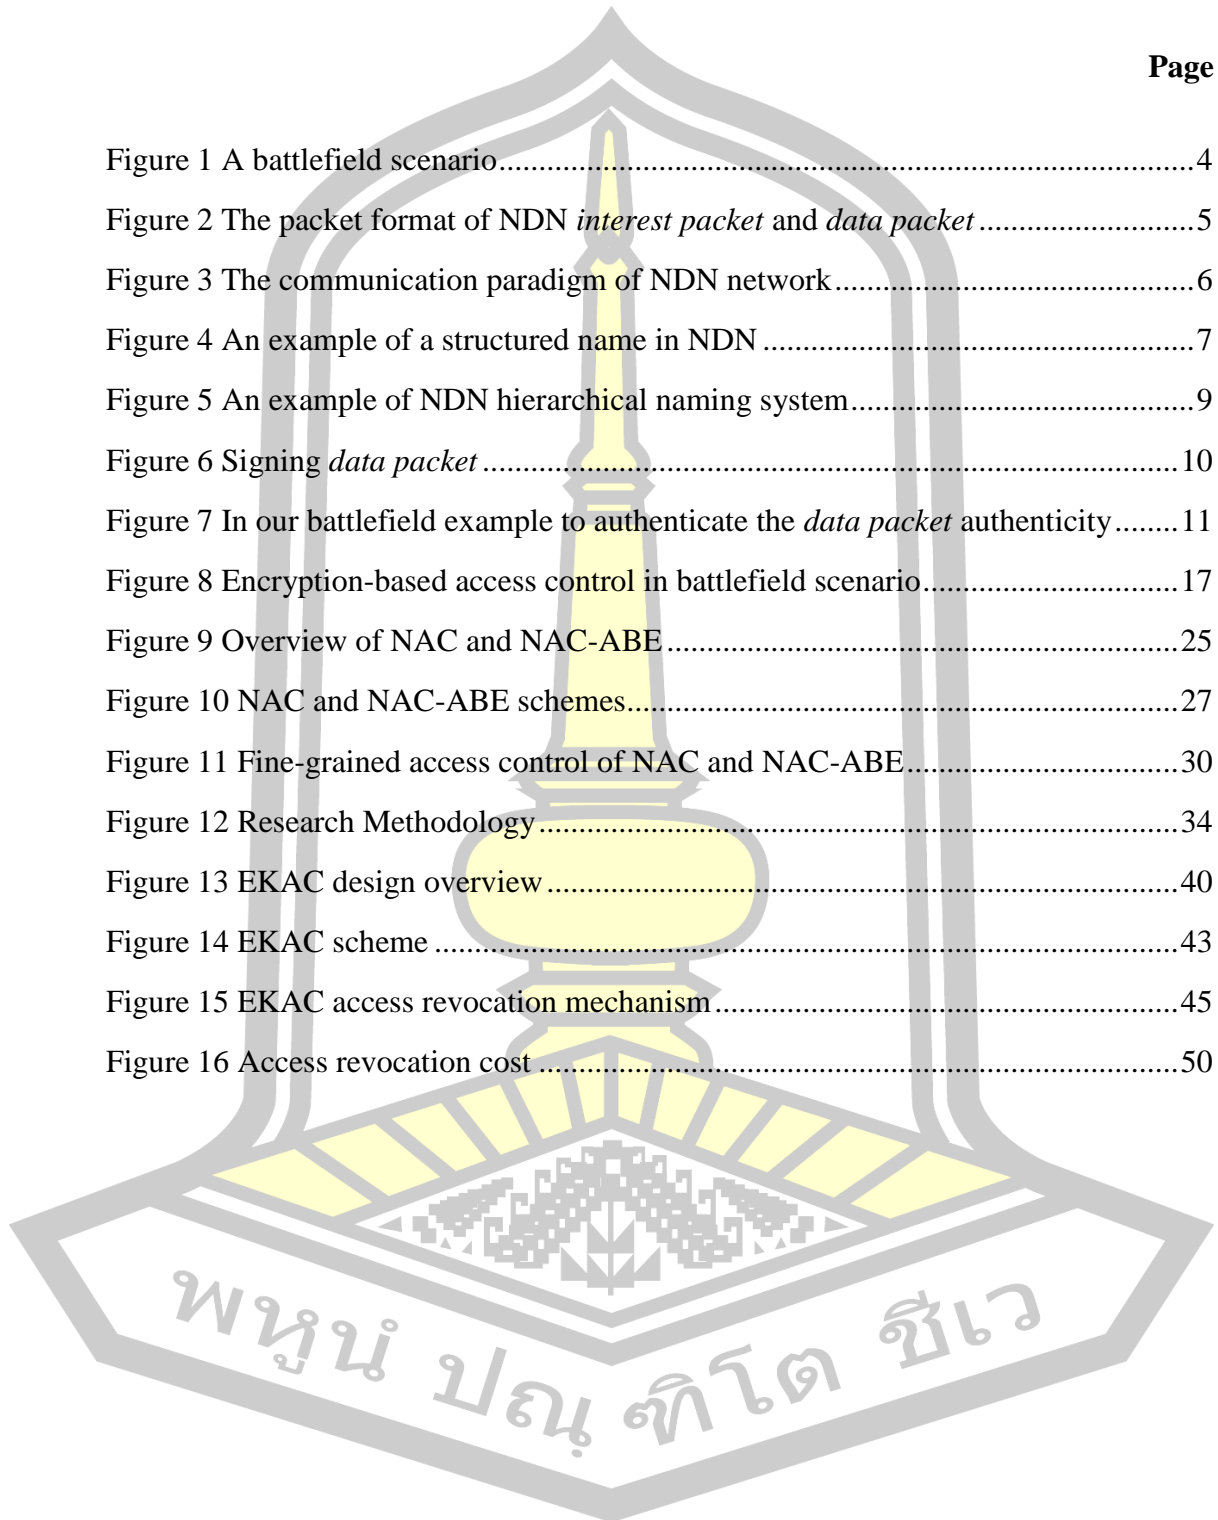 Page
Figure 1 A battlefield scenario....................................................................................4
Figure 2 The packet format of NDN interest packet and data packet............................5
Figure 3 The communication paradigm of NDN network.............................................6
Figure 4 An example of a structured name in NDN......................................................7
Figure 5 An example of NDN hierarchical naming system...........................................9
Figure 6 Signing data packet.....................................................................................10
Figure 7 In our battlefield example to authenticate the data packet authenticity........11
Figure 8 Encryption-based access control in battlefield scenario................................17
Figure 9 Overview of NAC and NAC-ABE................................................................25
Figure 10 NAC and NAC-ABE schemes....................................................................27
Figure 11 Fine-grained access control of NAC and NAC-ABE...................................30
Figure 12 Research Methodology...............................................................................34
Figure 13 EKAC design overview..............................................................................40
Figure 14 EKAC scheme...........................................................................................43
Figure 15 EKAC access revocation mechanism..........................................................45
Figure 16 Access revocation cost...............................................................................50
พหูนํ ปณฺฑิโต ชีเว